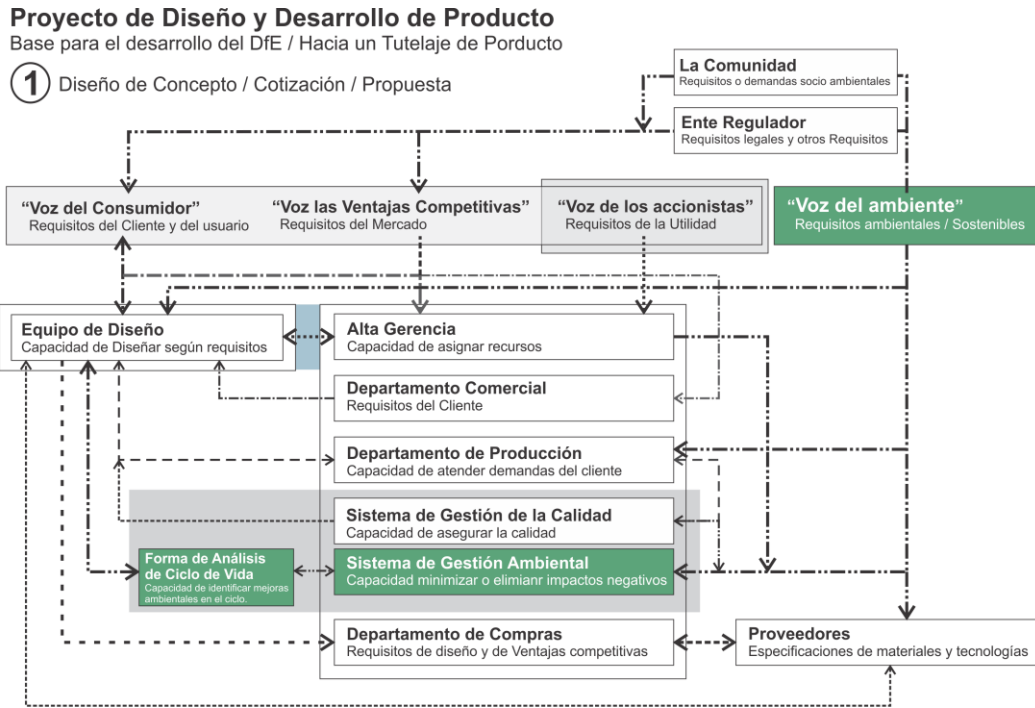 Proyecto de Diseño y Desarrollo de Producto
Base para el desarrollo del DfE / Hacia un Tutelaje de Porducto
1 Diseño de Concepto / Cotización / Propuesta
La Comunidad
Requisitos o demandas socio ambientales
Ente Regulador
Requisitos legales y otros Requisitos
“Voz del Consumidor”
Requisitos del Cliente y del usuario
“Voz las Ventajas Competitivas”
Requisitos del Mercado
“Voz de los accionistas”
Requisitos de la Utilidad
“Voz del ambiente”
Requisitos ambientales / Sostenibles
Equipo de Diseño
Capacidad de Diseñar según requisitos
Alta Gerencia
Capacidad de asignar recursos
Departamento Comercial
Requisitos del Cliente
Departamento de Producción
Capacidad de atender demandas del cliente
Sistema de Gestión de la Calidad
Capacidad de asegurar la calidad
Forma de Análisis
de Ciclo de Vida
Capacidad de identificar mejoras
ambientales en el ciclo.
Sistema de Gestión Ambiental
Capacidad minimizar o elimianr impactos negativos
Departamento de Compras
Requisitos de diseño y de Ventajas competitivas
Proveedores
Especificaciones de materiales y tecnologías